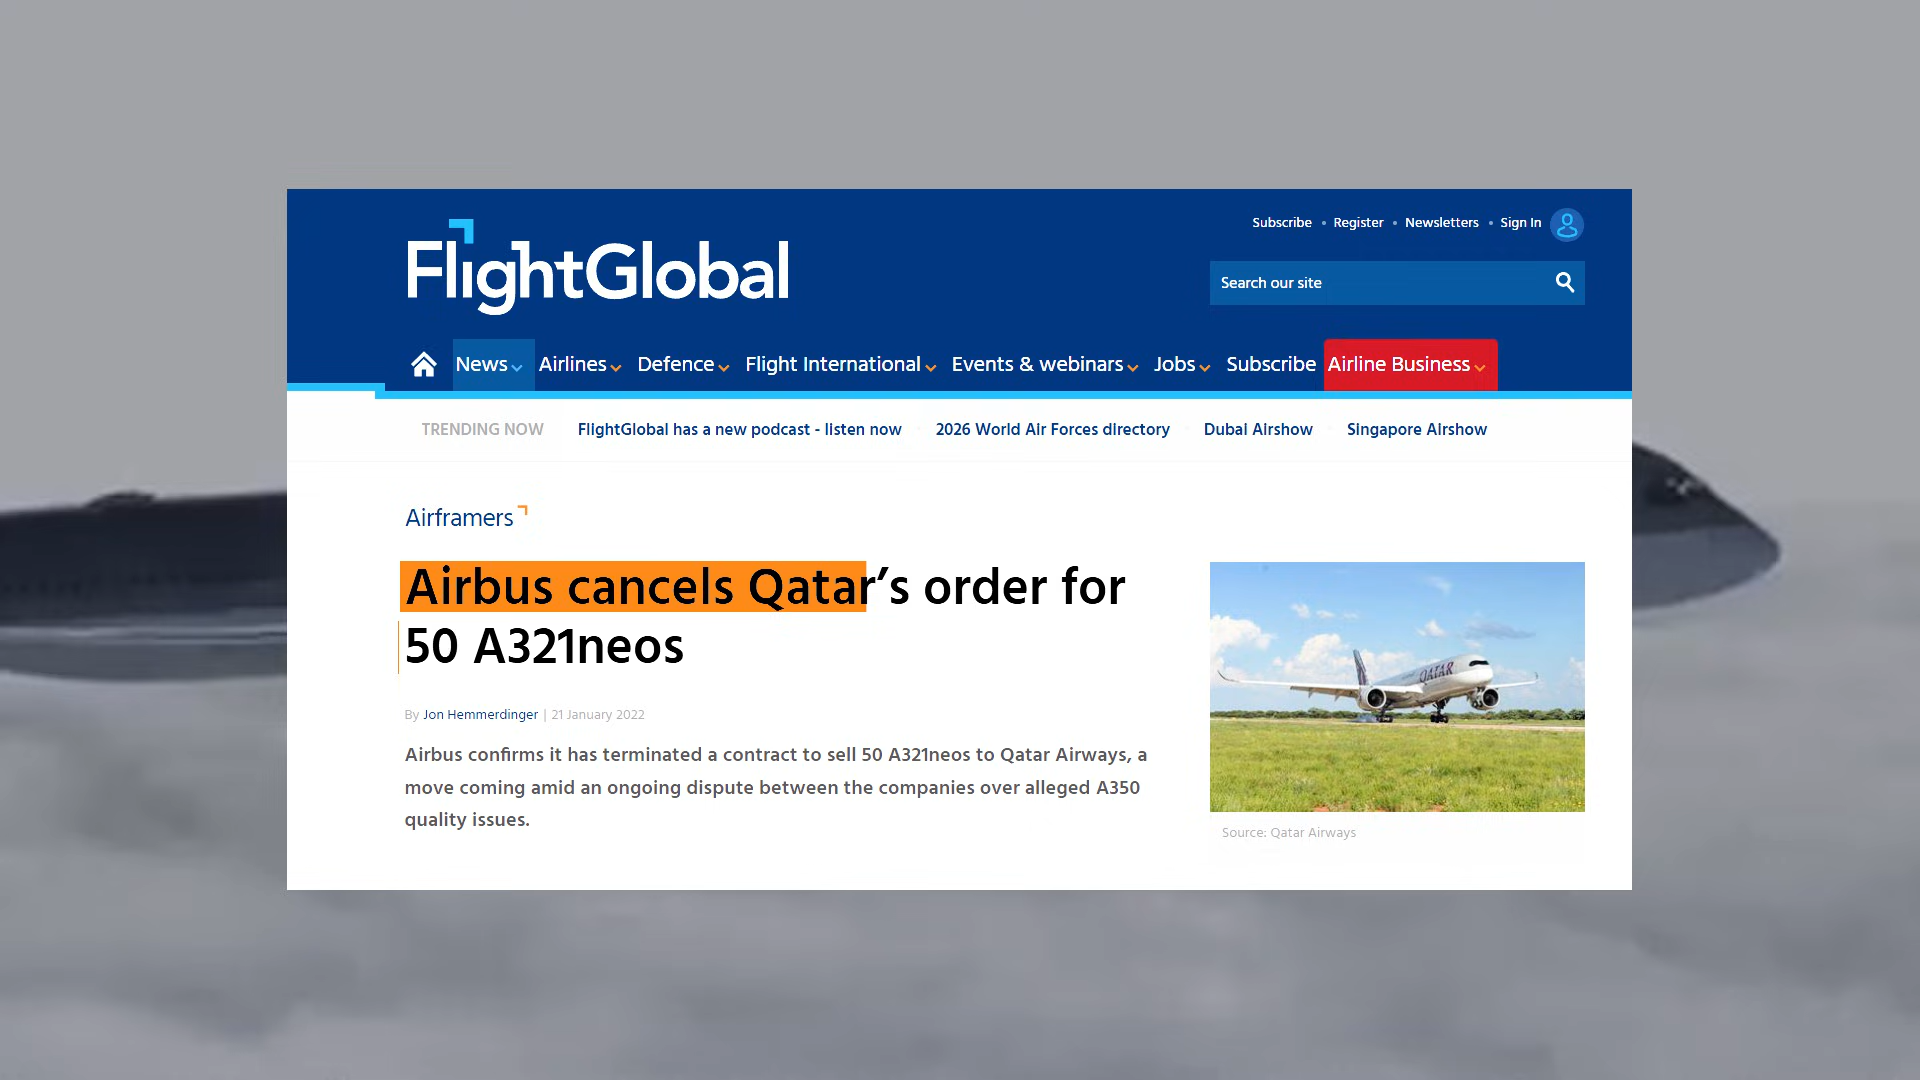 FlightGlobal
Subscribe • Register • Newsletters • Sign In
Search our site
News Airlines Defence Flight International Events & webinars Jobs Subscribe Airline Business
TRENDING NOW FlightGlobal has a new podcast - listen now 2026 World Air Forces directory Dubai Airshow Singapore Airshow
Airframers
Airbus cancels Qatar’s order for
50 A321neos
By Jon Hemmerdinger | 21 January 2022
Airbus confirms it has terminated a contract to sell 50 A321neos to Qatar Airways, a
move coming amid an ongoing dispute between the companies over alleged A350
quality issues.
QATAR
Source: Qatar Airways